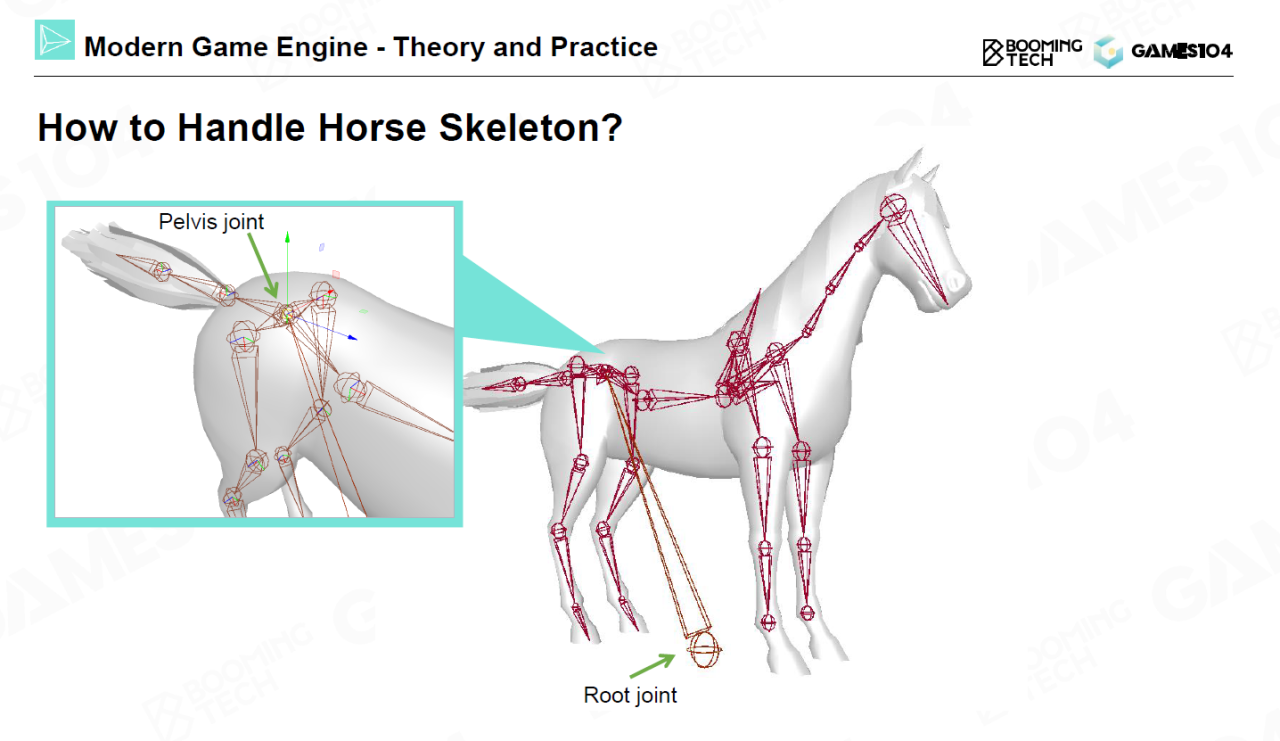 Modern Game Engine - Theory and Practice
BOOMING
TECH
GAMES104
How to Handle Horse Skeleton?
Pelvis joint
Root joint